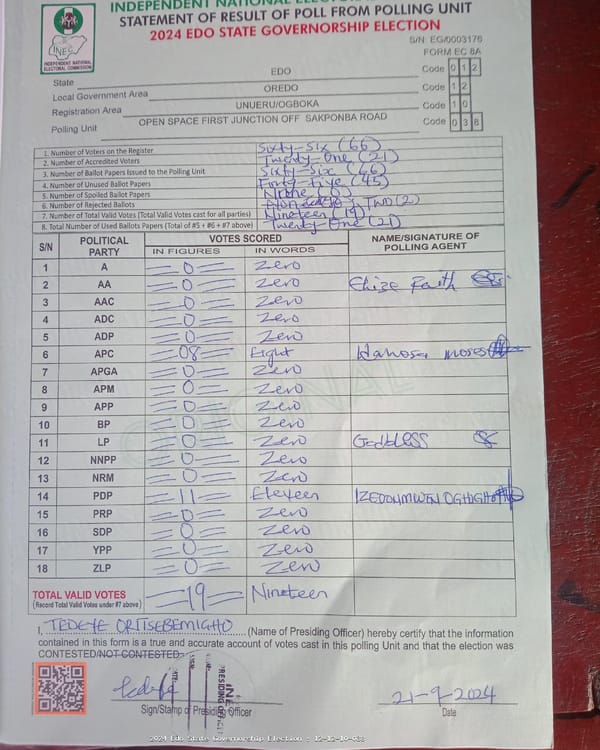 INDEPENDENT NATIONAL
STATEMENT OF RESULT OF POLL FROM POLLING UNIT
2024 EDO STATE GOVERNORSHIP ELECTION
INEC
INDEPENDENT NATIONAL
ELECTORAL COMMISSION
S/N: EG/0003176
FORM EC 8A
State EDO Code 0 1 2
Local Government Area OREDO Code 1 2
Registration Area UNUERU/OGBOKA Code 1 0
Polling Unit OPEN SPACE FIRST JUNCTION OFF SAKPONBA ROAD Code 0 3 8
1. Number of Voters on the Register Sixty-Six (66)
2. Number of Accredited Voters Twenty-One (21)
3. Number of Ballot Papers Issued to the Polling Unit Sixty-Six (66)
4. Number of Unused Ballot Papers Forty-Five (45)
5. Number of Spoiled Ballot Papers (0)
6. Number of Rejected Ballots Two (2)
7. Number of Total Valid Votes (Total Valid Votes cast for all parties) Nineteen (19)
8. Total Number of Used Ballots Papers (Total of #5 + #6 + #7 above) Twenty One (21)
S/N POLITICAL PARTY VOTES SCORED NAME/SIGNATURE OF POLLING AGENT
IN FIGURES IN WORDS
1 A =0= Zero
2 AA =0= Zero Ehize Faith
3 AAC =0= Zero
4 ADC =0= Zero
5 ADP =0= Zero
6 APC =08= Eight moses
7 APGA =0= Zero
8 APM =0= Zero
9 APP =0= Zero
10 BP =0= Zero
11 LP =0= Zero Godbless
12 NNPP =0= Zero
13 NRM =0= Zero
14 PDP =11= Eleven IZEDONMWEN OGHOGHO
15 PRP =0= Zero
16 SDP =0= Zero
17 YPP =0= Zero
18 ZLP =0= Zero
TOTAL VALID VOTES =19= Nineteen
(Record Total Valid Votes under #7 above)
I, TEDEYE ORITSEBEMIGHO (Name of Presiding Officer) hereby certify that the information
contained in this form is a true and accurate account of votes cast in this polling Unit and that the election was
CONTESTED/NOT CONTESTED.
INEC
PRESIDING OFFICER
21-9-2024
Sign/Stamp of Presiding Officer Date
2024 Edo State Governorship Election : 12-12-10-038